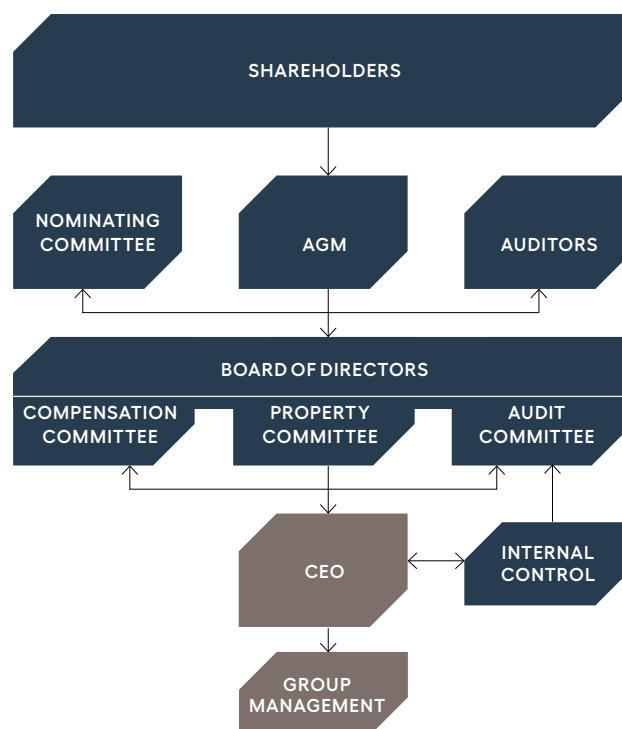 SHAREHOLDERS
NOMINATING
COMMITTEE
AGM
AUDITORS
BOARD OF DIRECTORS
COMPENSATION
COMMITTEE
PROPERTY
COMMITTEE
AUDIT
COMMITTEE
CEO
INTERNAL
CONTROL
GROUP
MANAGEMENT